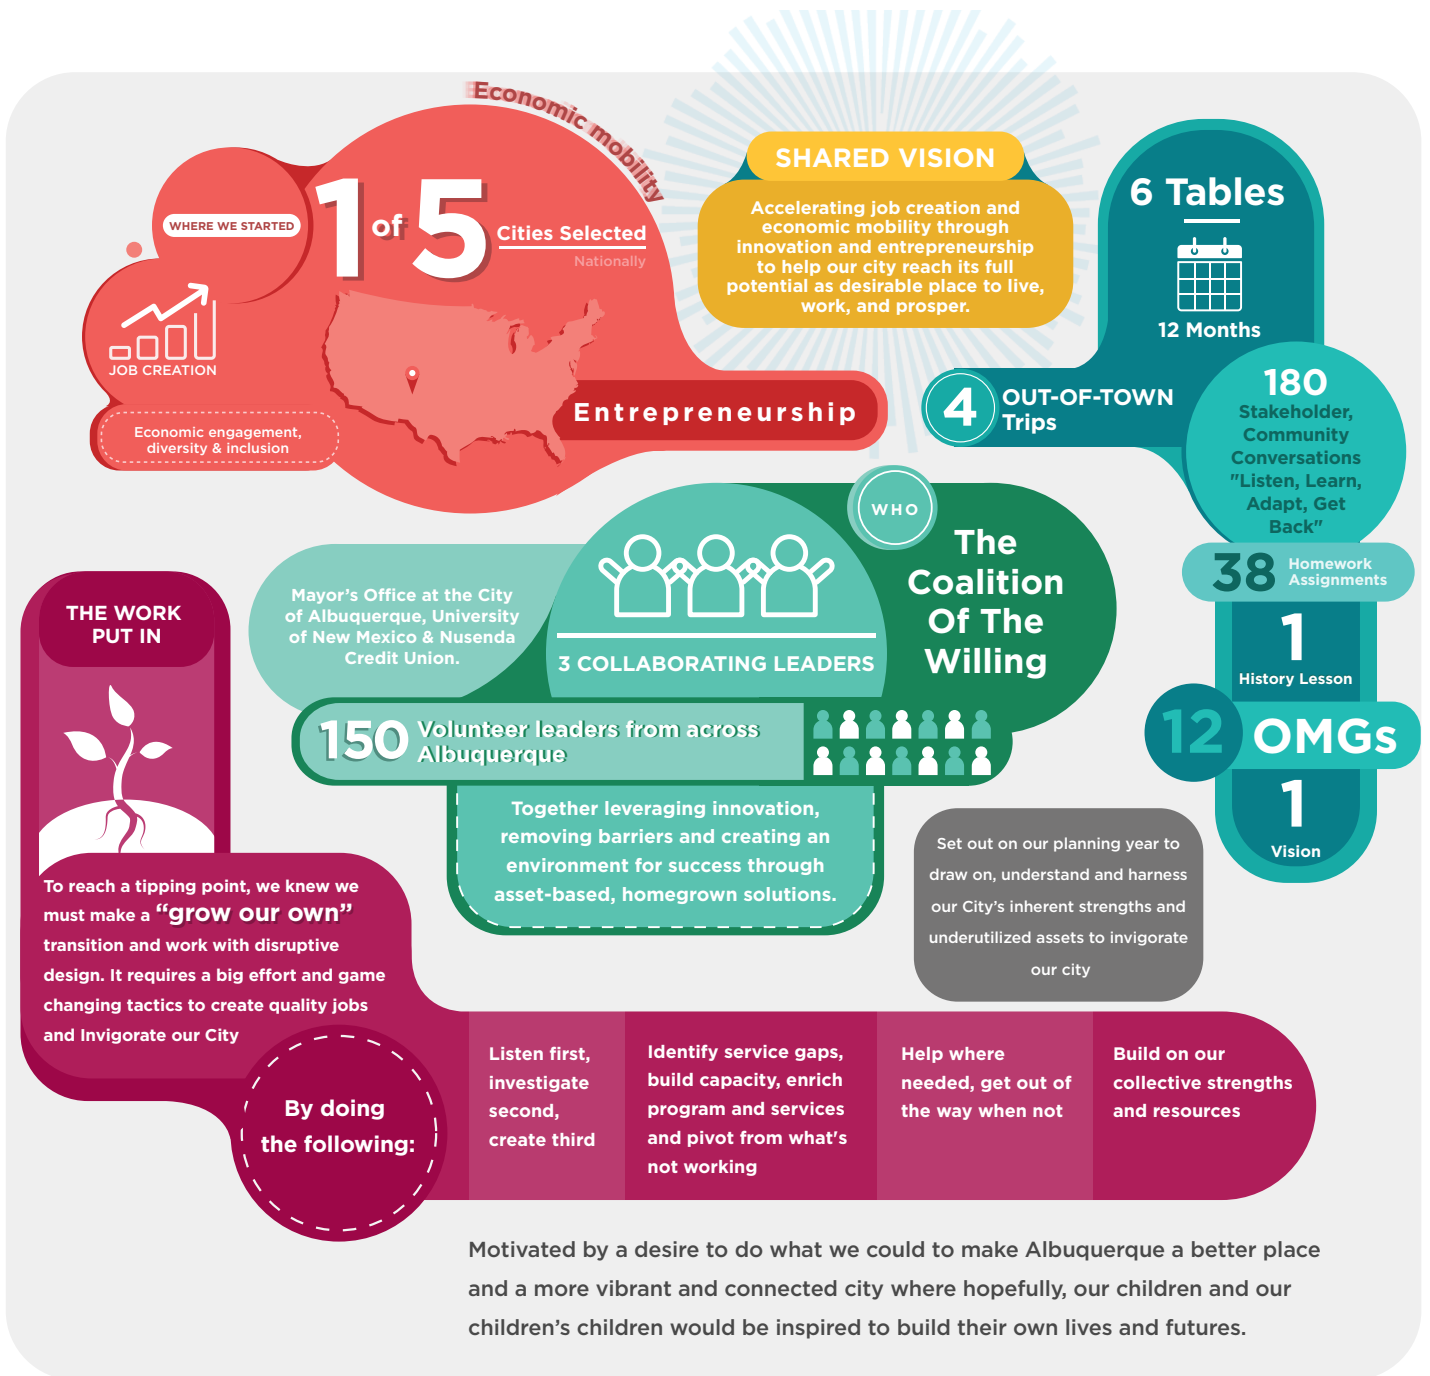 Economic mobility
WHERE WE STARTED
1 of 5
Cities Selected
Nationally
JOB CREATION
Economic engagement,
diversity & inclusion
Entrepreneurship
SHARED VISION
Accelerating job creation and
economic mobility through
innovation and entrepreneurship
to help our city reach its full
potential as desirable place to live,
work, and prosper.
6 Tables
12 Months
4
OUT-OF-TOWN
Trips
180
Stakeholder,
Community
Conversations
"Listen, Learn,
Adapt, Get
Back"
38
Homework
Assignments
1
History Lesson
12 OMGs
1
Vision
WHO
The
Coalition
Of The
Willing
Mayor’s Office at the City
of Albuquerque, University
of New Mexico & Nusenda
Credit Union.
3 COLLABORATING LEADERS
150
Volunteer leaders from across
Albuquerque
Together leveraging innovation,
removing barriers and creating an
environment for success through
asset-based, homegrown solutions.
Set out on our planning year to
draw on, understand and harness
our City’s inherent strengths and
underutilized assets to invigorate
our city
THE WORK
PUT IN
To reach a tipping point, we knew we
must make a “grow our own”
transition and work with disruptive
design. It requires a big effort and game
changing tactics to create quality jobs
and Invigorate our City
By doing
the following:
Listen first,
investigate
second,
create third
Identify service gaps,
build capacity, enrich
program and services
and pivot from what's
not working
Help where
needed, get out of
the way when not
Build on our
collective strengths
and resources
Motivated by a desire to do what we could to make Albuquerque a better place
and a more vibrant and connected city where hopefully, our children and our
children’s children would be inspired to build their own lives and futures.